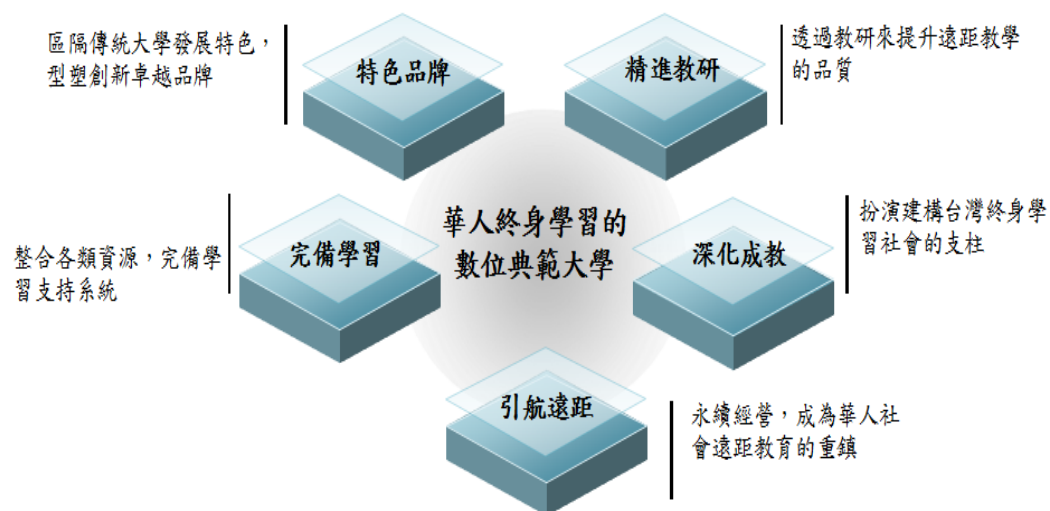 區隔傳統大學發展特色，
型塑創新卓越品牌
特色品牌
精進教研
透過教研來提升遠距教學
的品質
華人終身學習的
數位典範大學
整合各類資源，完備學
習支持系統
完備學習
深化成教
扮演建構台灣終身學
習社會的支柱
引航遠距
永續經營，成為華人社
會遠距教育的重鎮